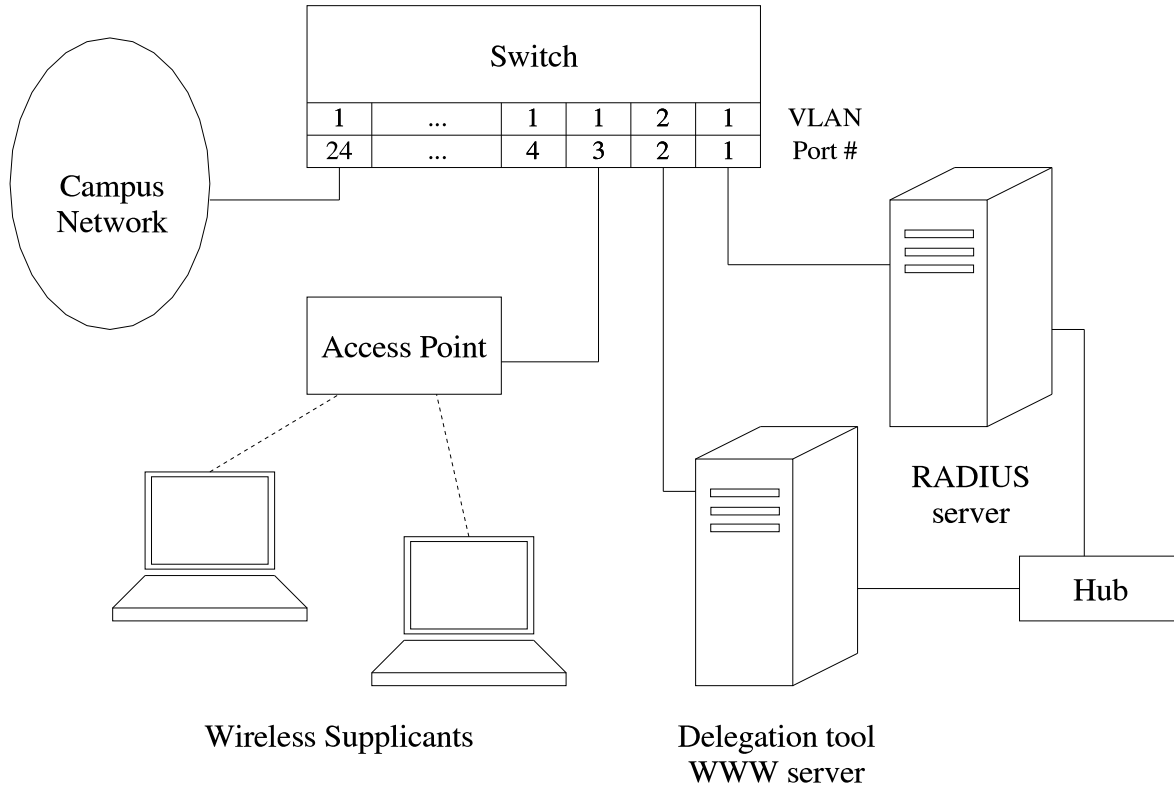 Switch
1 ... 1 1 2 1 VLAN
24 ... 4 3 2 1 Port #
Campus
Network
Access Point
RADIUS
server
Hub
Wireless Supplicants
Delegation tool
WWW server